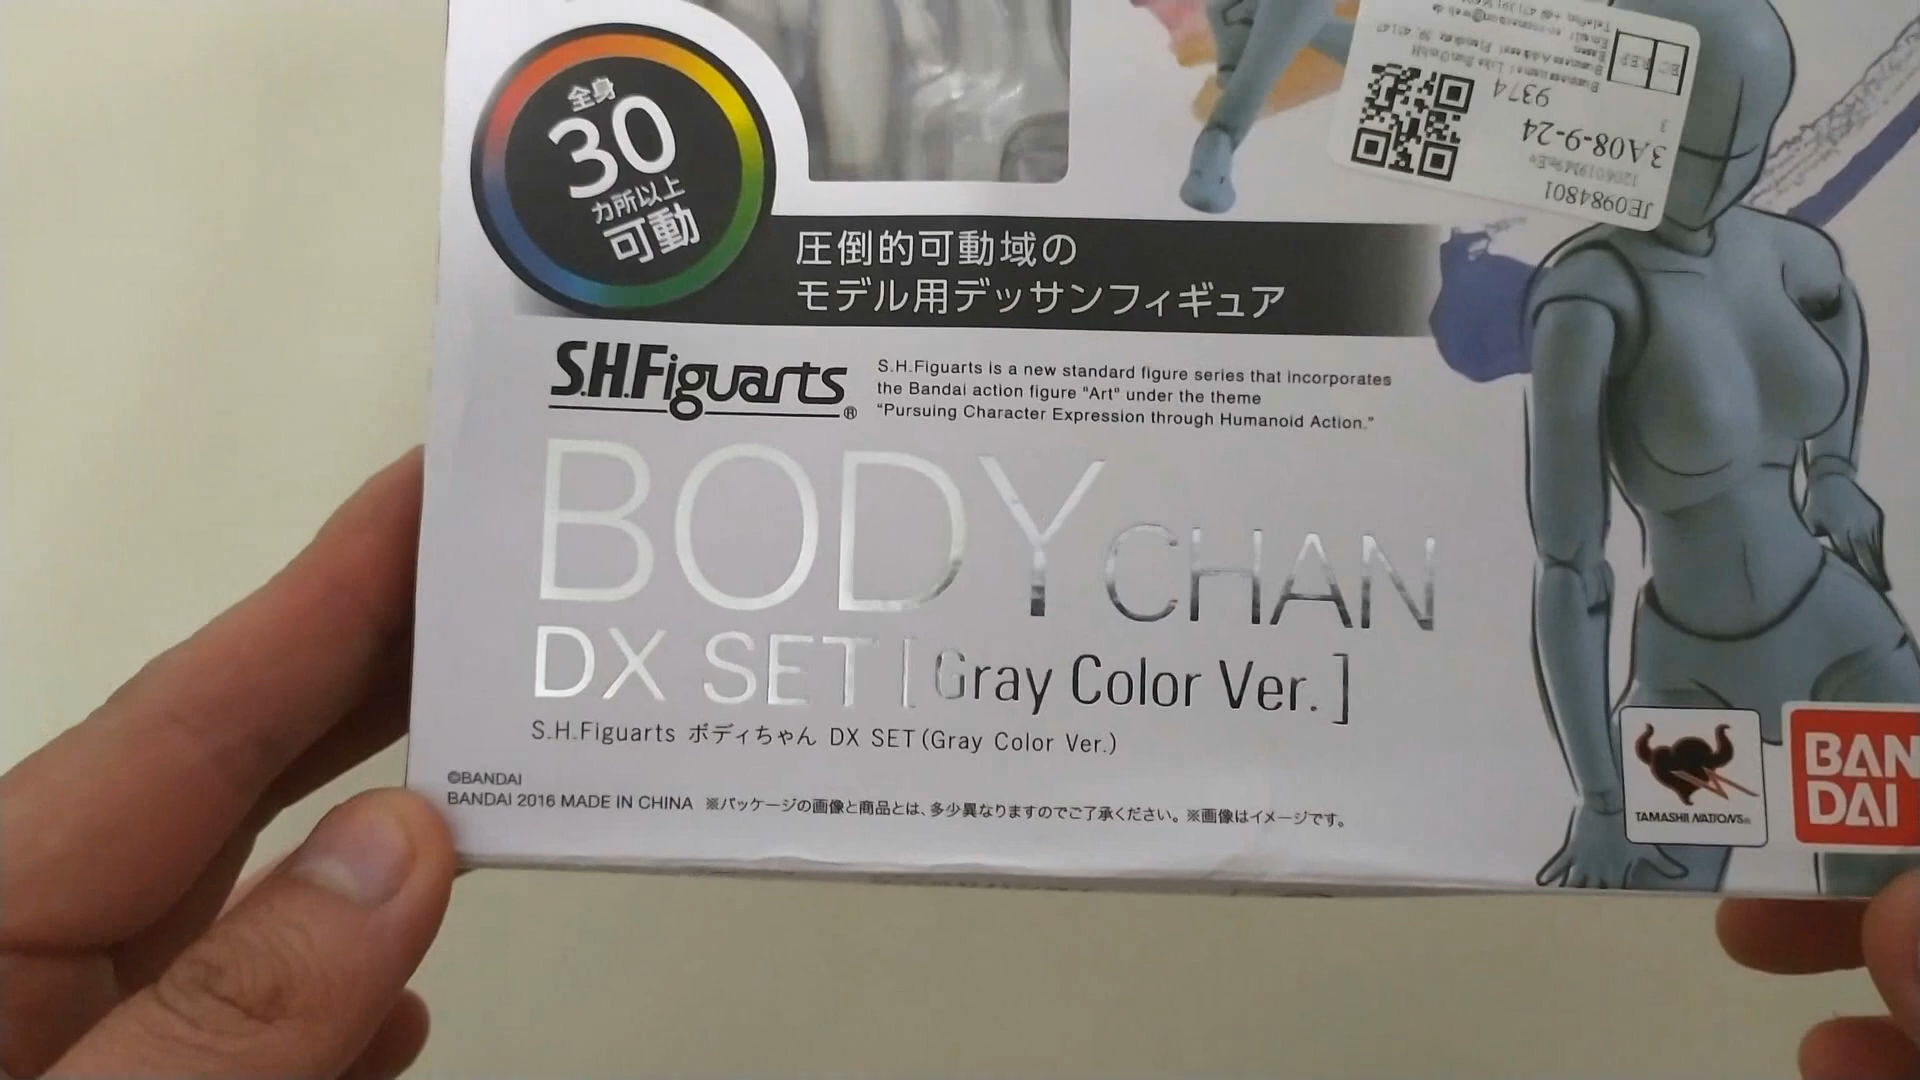 全身
30
カ所以上
可動
圧倒的可動域の
モデル用デッサンフィギュア
S.H.Figuarts®
S.H.Figuarts is a new standard figure series that incorporates
the Bandai action figure "Art" under the theme
"Pursuing Character Expression through Humanoid Action."
BODY CHAN
DX SET [Gray Color Ver.]
S.H.Figuarts ボディちゃん DX SET (Gray Color Ver.)
©BANDAI
BANDAI 2016 MADE IN CHINA ※パッケージの画像と商品とは、多少異なりますのでご了承ください。※画像はイメージです。
TAMASHII NATIONS
BAN
DAI
JE0984801
3A08-9-24
9374
EC REP